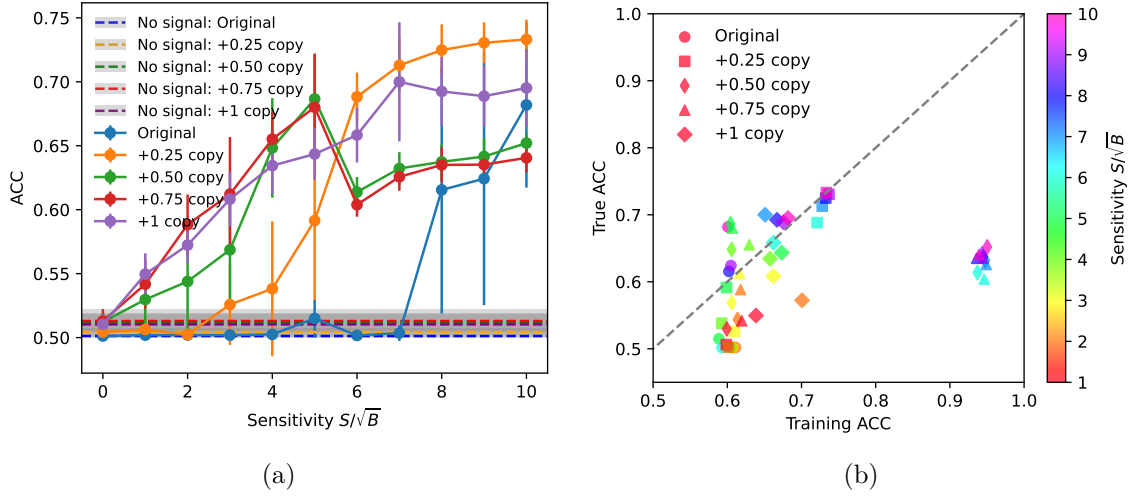 0.75
0.70
0.65
0.60
0.55
0.50
ACC
No signal: Original
No signal: +0.25 copy
No signal: +0.50 copy
No signal: +0.75 copy
No signal: +1 copy
Original
+0.25 copy
+0.50 copy
+0.75 copy
+1 copy
0 2 4 6 8 10
Sensitivity S/√B
(a)
1.0
0.9
0.8
0.7
0.6
0.5
True ACC
Original
+0.25 copy
+0.50 copy
+0.75 copy
+1 copy
0.5 0.6 0.7 0.8 0.9 1.0
Training ACC
10
9
8
7
6
5
4
3
2
1
Sensitivity S/√B
(b)